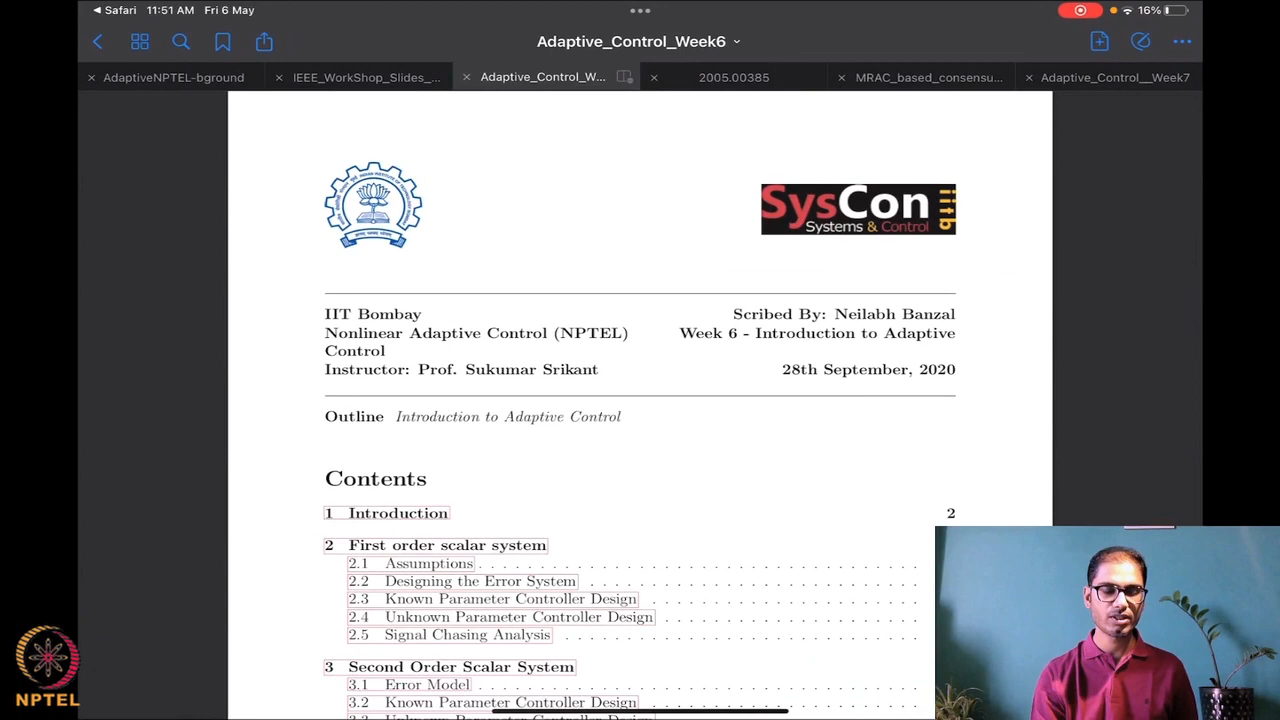 Safari 11:51 AM Fri 6 May
16%
Adaptive_Control_Week6
AdaptiveNPTEL-bground
IEEE_WorkShop_Slides_...
Adaptive_Control_W...
2005.00385
MRAC_based_consensu...
Adaptive_Control__Week7
SysCon iitb
Systems & Control
IIT Bombay
Scribed By: Neilabh Banzal
Nonlinear Adaptive Control (NPTEL)
Week 6 - Introduction to Adaptive
Control
Instructor: Prof. Sukumar Srikant
28th September, 2020
Outline Introduction to Adaptive Control
Contents
1 Introduction 2
2 First order scalar system
2.1 Assumptions . . . . . . . . . . . . . . . . . . . . . . . . .
2.2 Designing the Error System . . . . . . . . . . . . . . . . . . .
2.3 Known Parameter Controller Design . . . . . . . . . . . . . . .
2.4 Unknown Parameter Controller Design . . . . . . . . . . . . . .
2.5 Signal Chasing Analysis . . . . . . . . . . . . . . . . . . . .
3 Second Order Scalar System
3.1 Error Model . . . . . . . . . . . . . . . . . . . . . . . . .
3.2 Known Parameter Controller Design . . . . . . . . . . . . . . .
NPTEL